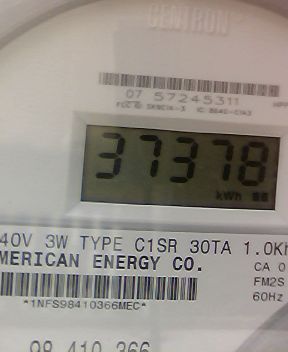 CENTRON
07 57245311
37378
kWh
40V 3W TYPE C1SR 30TA 1.0Kh
MERICAN ENERGY CO.
CA 0
FM2S
60Hz
*1NFS98410366MEC*
98 410 366